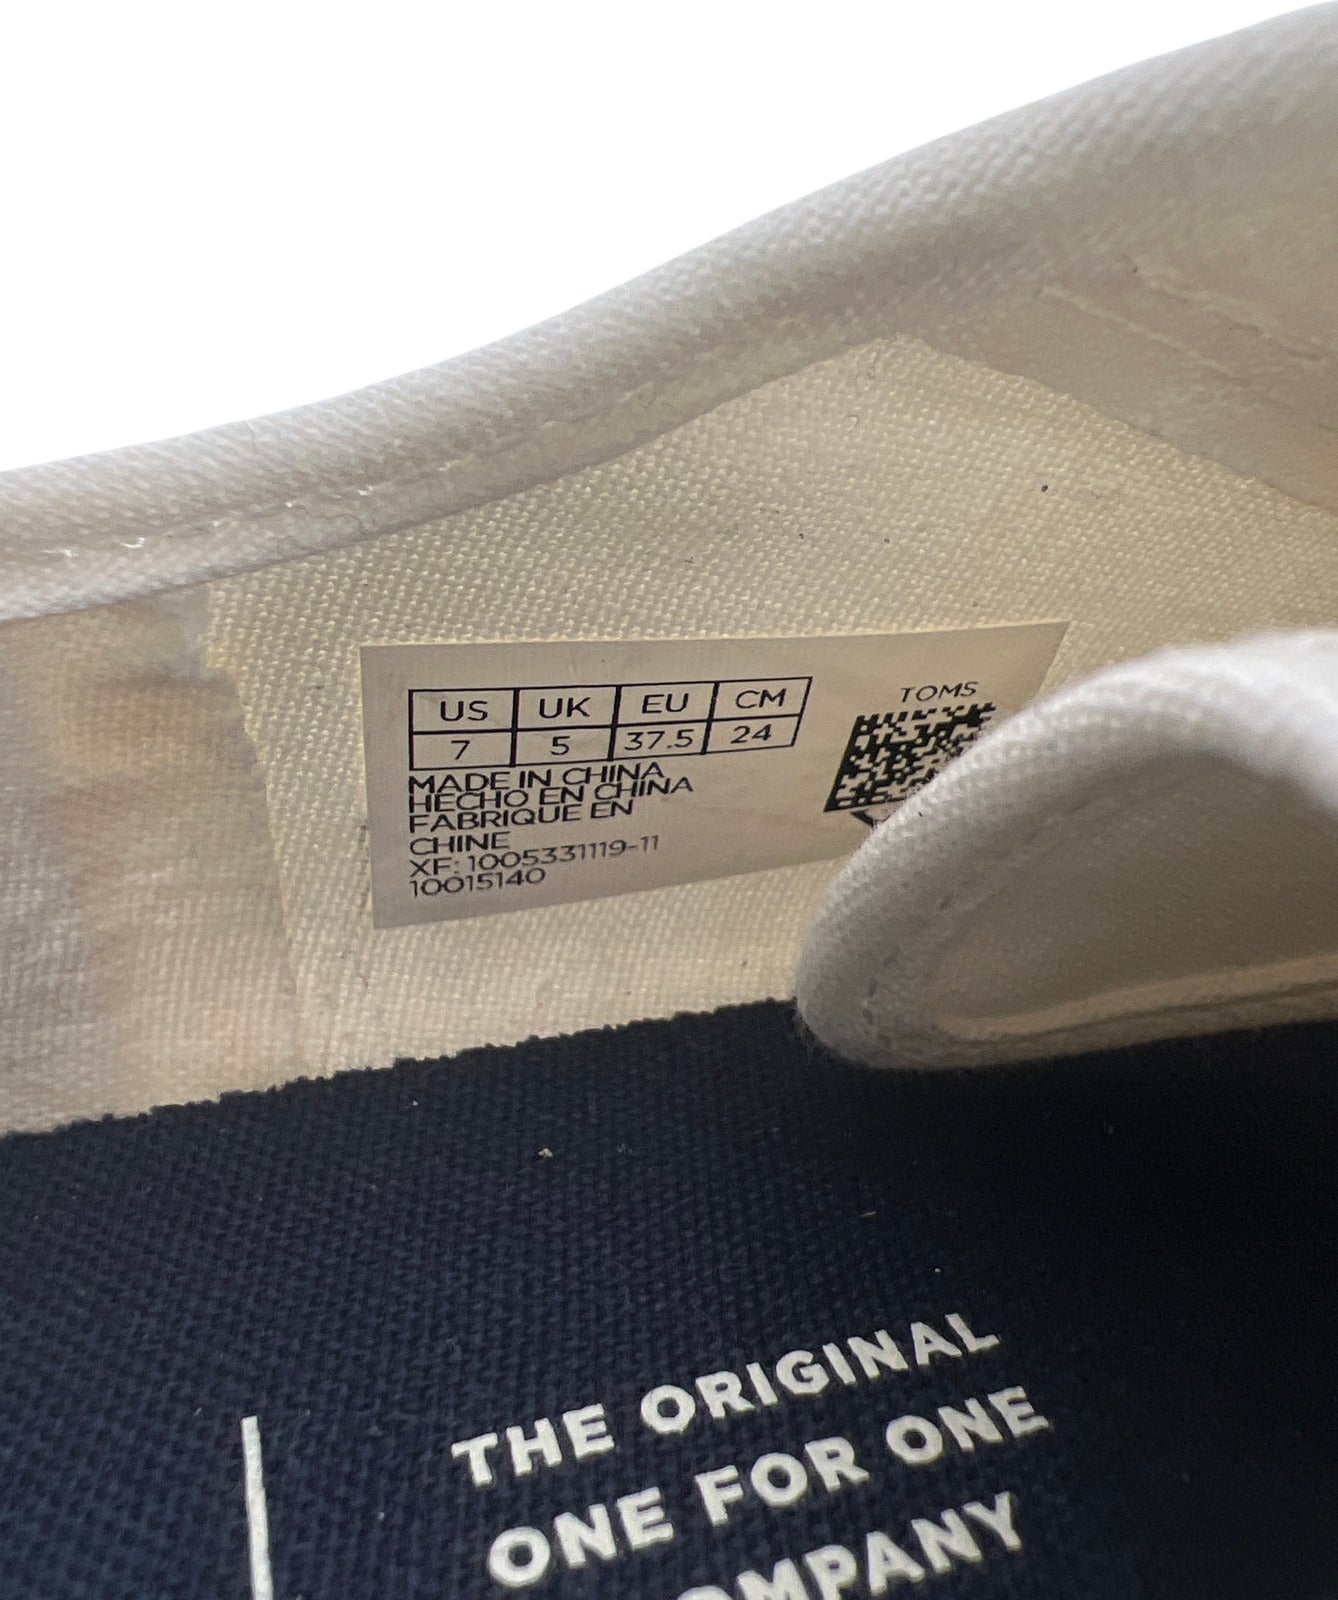 US UK EU CM
7 5 37.5 24
MADE IN CHINA
HECHO EN CHINA
FABRIQUE EN
CHINE
XF: 1005331119-11
10015140
TOMS
THE ORIGINAL
ONE FOR ONE